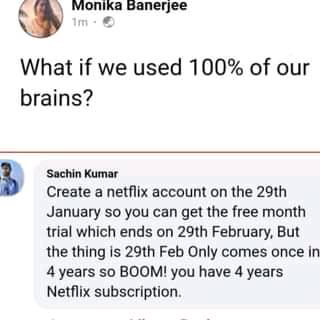 Monika Banerjee
1m ·
What if we used 100% of our
brains?
Sachin Kumar
Create a netflix account on the 29th
January so you can get the free month
trial which ends on 29th February, But
the thing is 29th Feb Only comes once in
4 years so BOOM! you have 4 years
Netflix subscription.